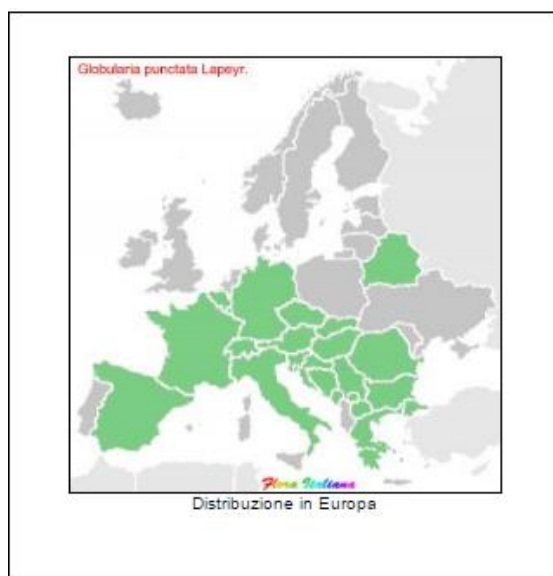 Globularia punctata Lapeyr.
Flora Italiana
Distribuzione in Europa